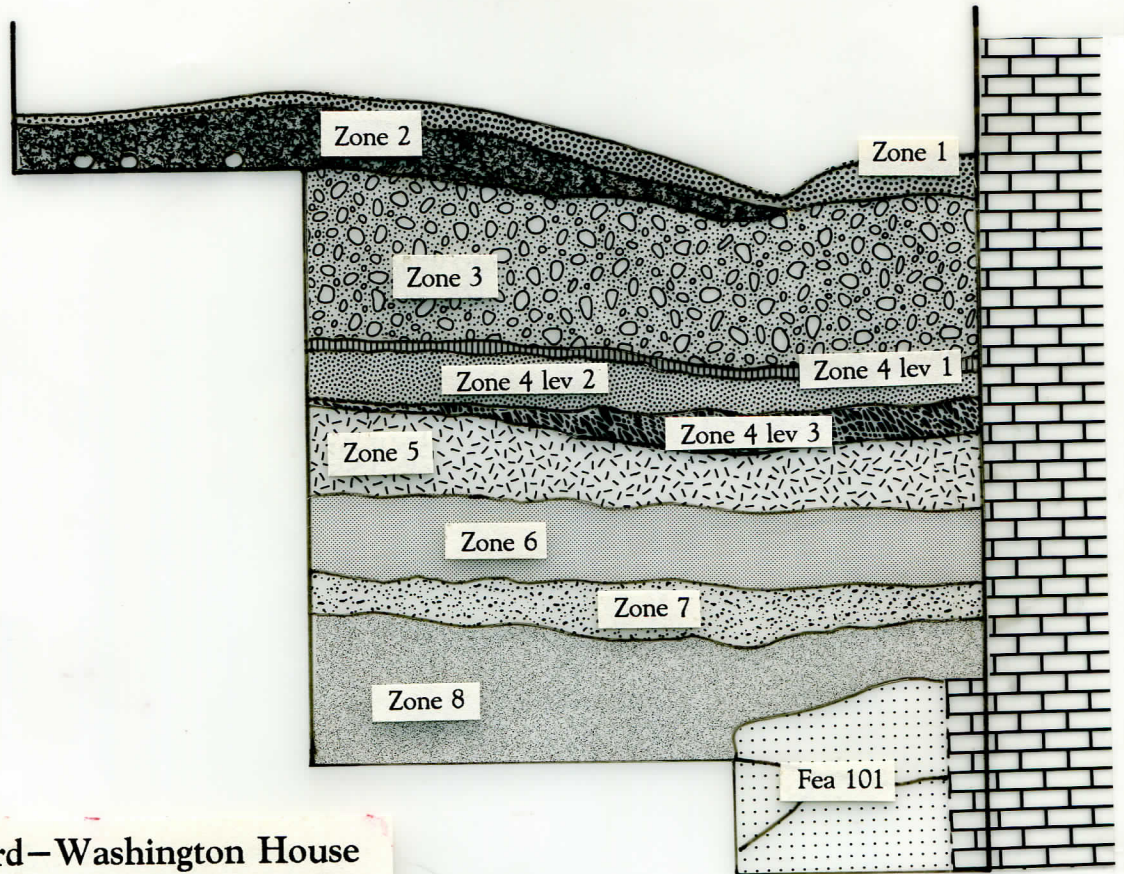 Zone 2
Zone 1
Zone 3
Zone 4 lev 1
Zone 4 lev 2
Zone 4 lev 3
Zone 5
Zone 6
Zone 7
Zone 8
Fea 101
rd–Washington House